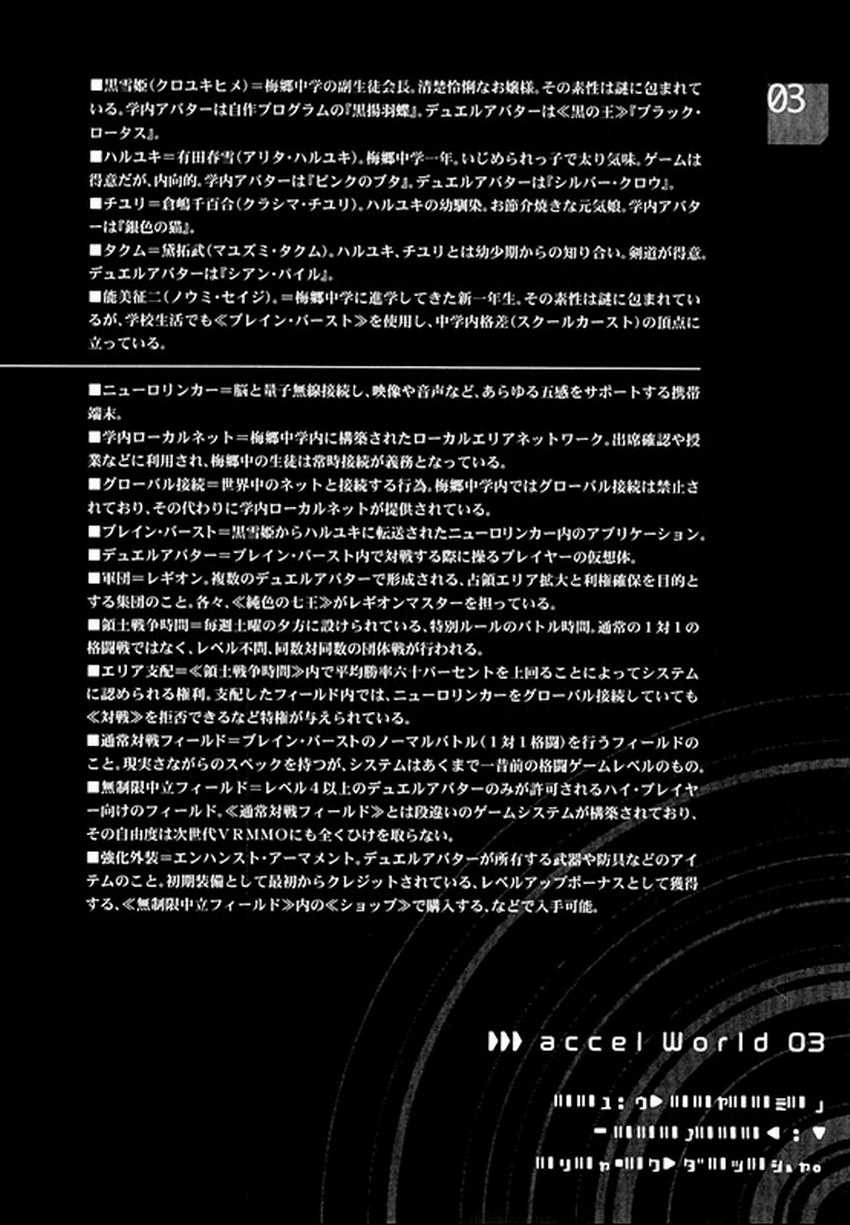 03
■黒雪姫(クロユキヒメ)=梅郷中学の副生徒会長。清楚怜悧なお嬢様。その素性は謎に包まれて
いる。学内アバターは自作プログラムの『黒揚羽蝶』。デュエルアバターは≪黒の王≫『ブラック・
ロータス』。
■ハルユキ=有田春雪(アリタ・ハルユキ)。梅郷中学一年。いじめられっ子で太り気味。ゲームは
得意だが、内向的。学内アバターは『ピンクのブタ』。デュエルアバターは『シルバー・クロウ』。
■チユリ=倉嶋千百合(クラシマ・チユリ)。ハルユキの幼馴染。お節介焼きな元気娘。学内アバタ
ーは『銀色の猫』。
■タクム=黛拓武(マユズミ・タクム)。ハルユキ、チユリとは幼少期からの知り合い。剣道が得意。
デュエルアバターは『シアン・パイル』。
■能美征二(ノウミ・セイジ)。=梅郷中学に進学してきた新一年生。その素性は謎に包まれてい
るが、学校生活でも≪ブレイン・バースト≫を使用し、中学内格差(スクールカースト)の頂点に
立っている。
■ニューロリンカー=脳と量子無線接続し、映像や音声など、あらゆる五感をサポートする携帯
端末。
■学内ローカルネット=梅郷中学内に構築されたローカルエリアネットワーク。出席確認や授
業などに利用され、梅郷中の生徒は常時接続が義務となっている。
■グローバル接続=世界中のネットと接続する行為。梅郷中学内ではグローバル接続は禁止さ
れており、その代わりに学内ローカルネットが提供されている。
■ブレイン・バースト=黒雪姫からハルユキに転送されたニューロリンカー内のアプリケーション。
■デュエルアバター=ブレイン・バースト内で対戦する際に操るプレイヤーの仮想体。
■軍団=レギオン。複数のデュエルアバターで形成される、占領エリア拡大と利権確保を目的と
する集団のこと。各々、≪純色の七王≫がレギオンマスターを担っている。
■領土戦争時間=毎週土曜の夕方に設けられている、特別ルールのバトル時間。通常の1対1の
格闘戦ではなく、レベル不問、同数対同数の団体戦が行われる。
■エリア支配=≪領土戦争時間≫内で平均勝率六十パーセントを上回ることによってシステム
に認められる権利。支配したフィールド内では、ニューロリンカーをグローバル接続していても
≪対戦≫を拒否できるなど特権が与えられている。
■通常対戦フィールド=ブレイン・バーストのノーマルバトル(1対1格闘)を行うフィールドの
こと。現実さながらのスペックを持つが、システムはあくまで一昔前の格闘ゲームレベルのもの。
■無制限中立フィールド=レベル4以上のデュエルアバターのみが許可されるハイ・プレイヤ
ー向けのフィールド。≪通常対戦フィールド≫とは段違いのゲームシステムが構築されており、
その自由度は次世代VRMMOにも全くひけを取らない。
■強化外装=エンハンスト・アーマメント。デュエルアバターが所有する武器や防具などのアイ
テムのこと。初期装備として最初からクレジットされている、レベルアップボーナスとして獲得
する、≪無制限中立フィールド≫内の≪ショップ≫で購入する、などで入手可能。
accel World 03